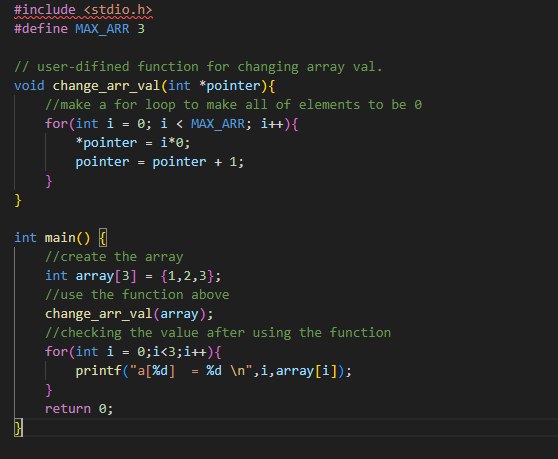 #include <stdio.h>
#define MAX_ARR 3
// user-difined function for changing array val.
void change_arr_val(int *pointer){
//make a for loop to make all of elements to be 0
for(int i = 0; i < MAX_ARR; i++){
*pointer = i*0;
pointer = pointer + 1;
}
}
int main() {
//create the array
int array[3] = {1,2,3};
//use the function above
change_arr_val(array);
//checking the value after using the function
for(int i = 0;i<3;i++){
printf("a[%d]  = %d \n",i,array[i]);
}
return 0;
}